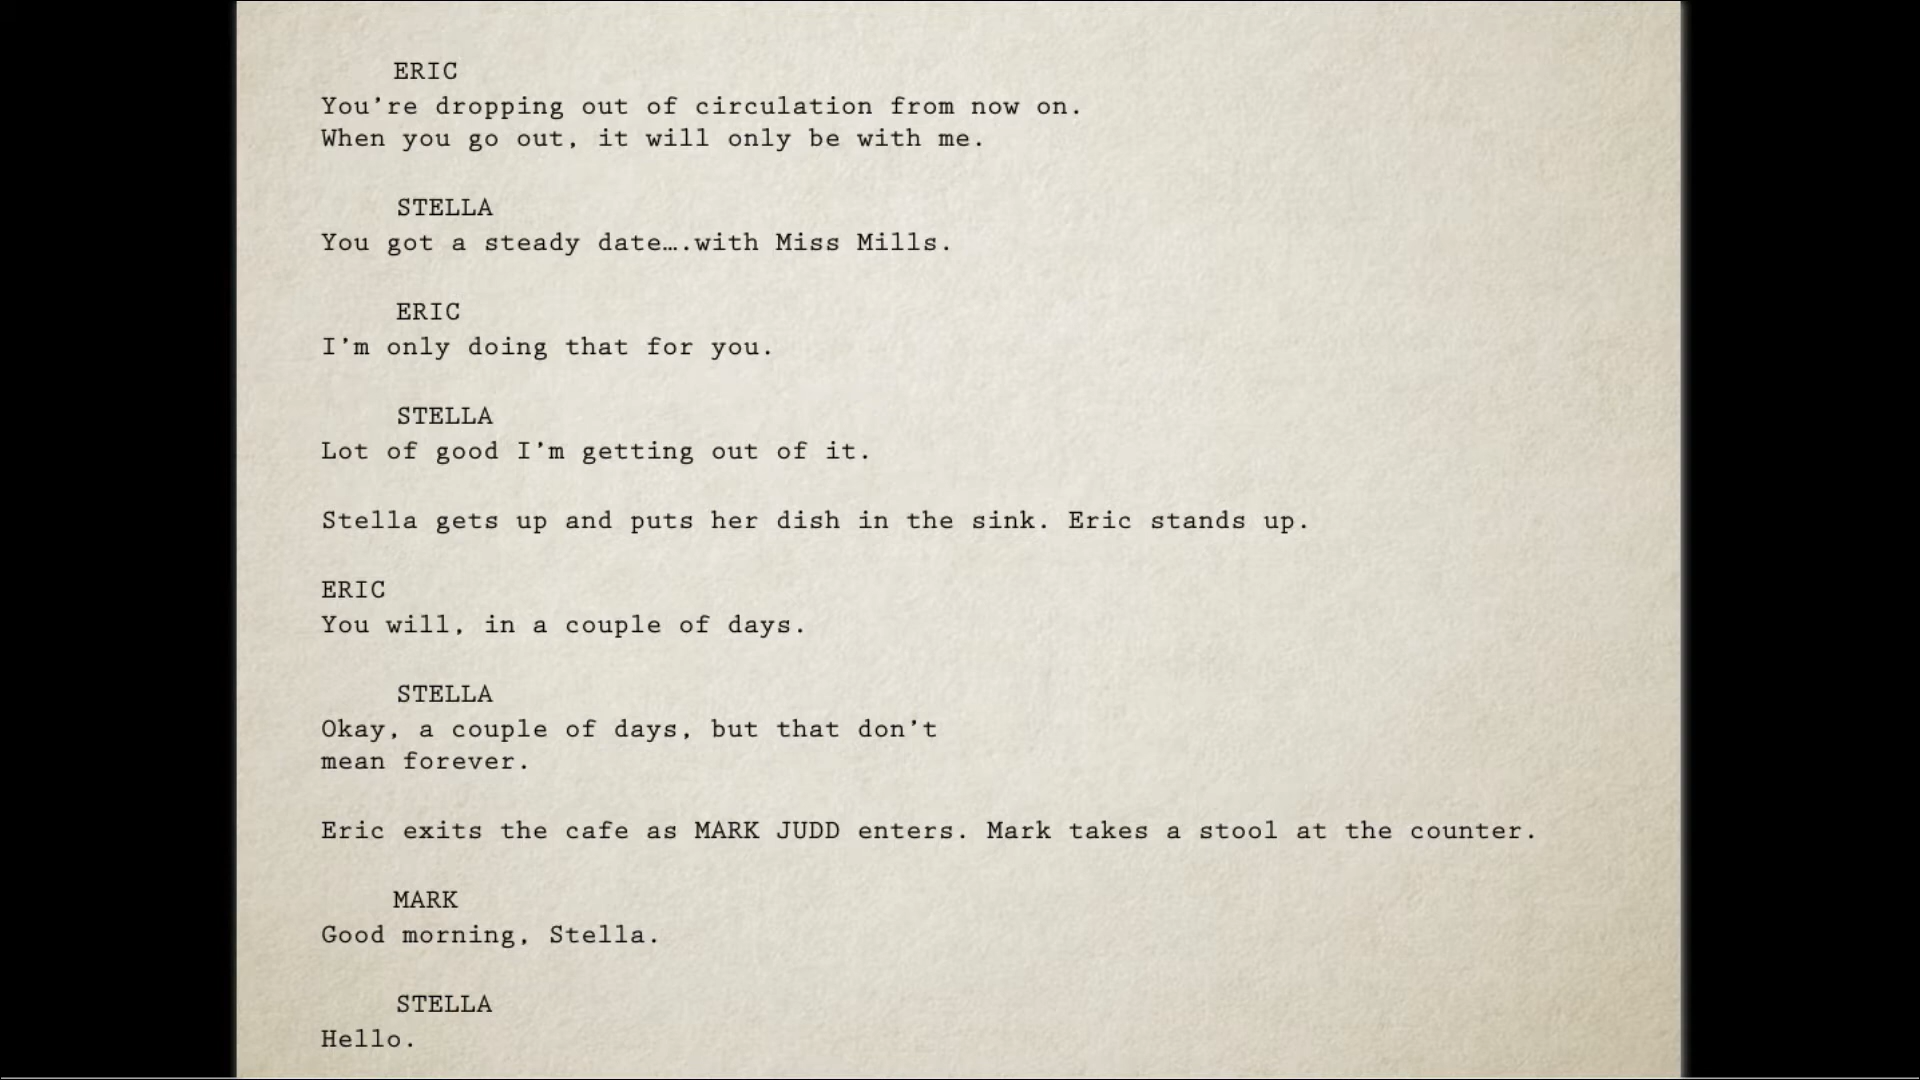 ERIC
You’re dropping out of circulation from now on.
When you go out, it will only be with me.
STELLA
You got a steady date….with Miss Mills.
ERIC
I’m only doing that for you.
STELLA
Lot of good I’m getting out of it.
Stella gets up and puts her dish in the sink. Eric stands up.
ERIC
You will, in a couple of days.
STELLA
Okay, a couple of days, but that don’t
mean forever.
Eric exits the cafe as MARK JUDD enters. Mark takes a stool at the counter.
MARK
Good morning, Stella.
STELLA
Hello.